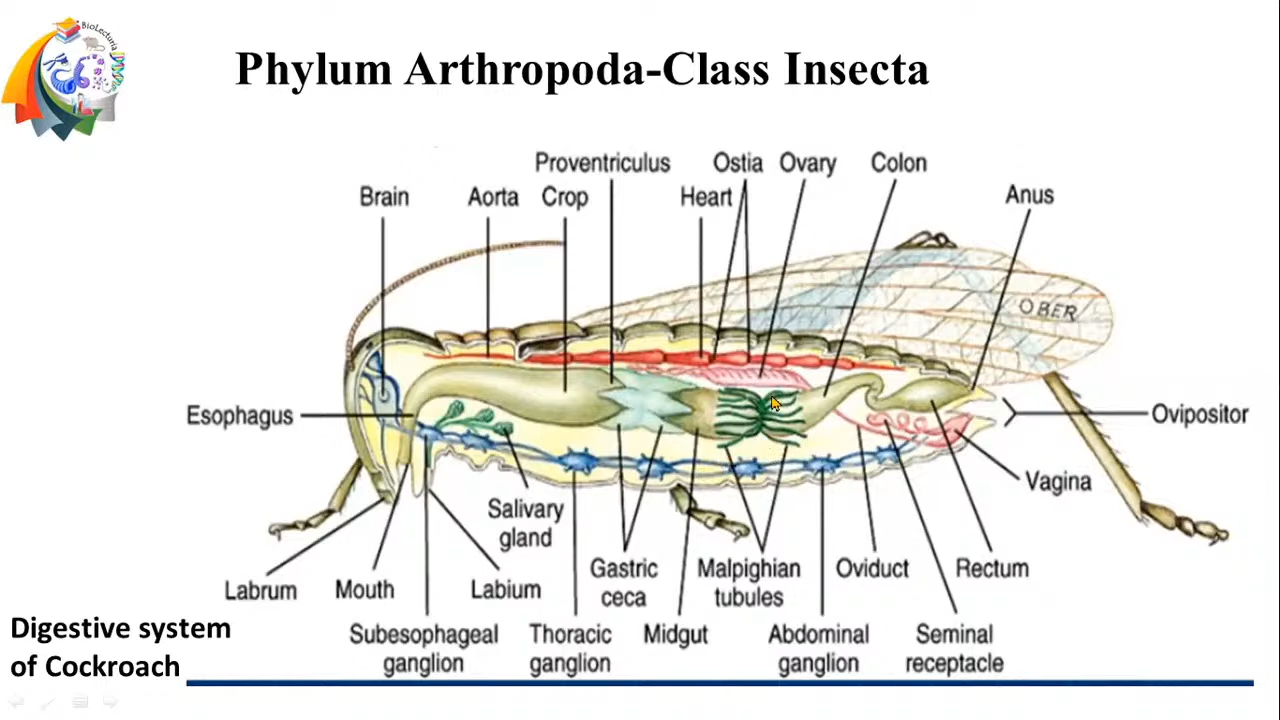 BioLecturia
Phylum Arthropoda-Class Insecta
Proventriculus
Ostia
Ovary
Colon
Brain
Aorta
Crop
Heart
Anus
OBER
Esophagus
Ovipositor
Vagina
Salivary
gland
Labrum
Mouth
Labium
Gastric
ceca
Malpighian
tubules
Oviduct
Rectum
Digestive system
of Cockroach
Subesophageal
ganglion
Thoracic
ganglion
Midgut
Abdominal
ganglion
Seminal
receptacle